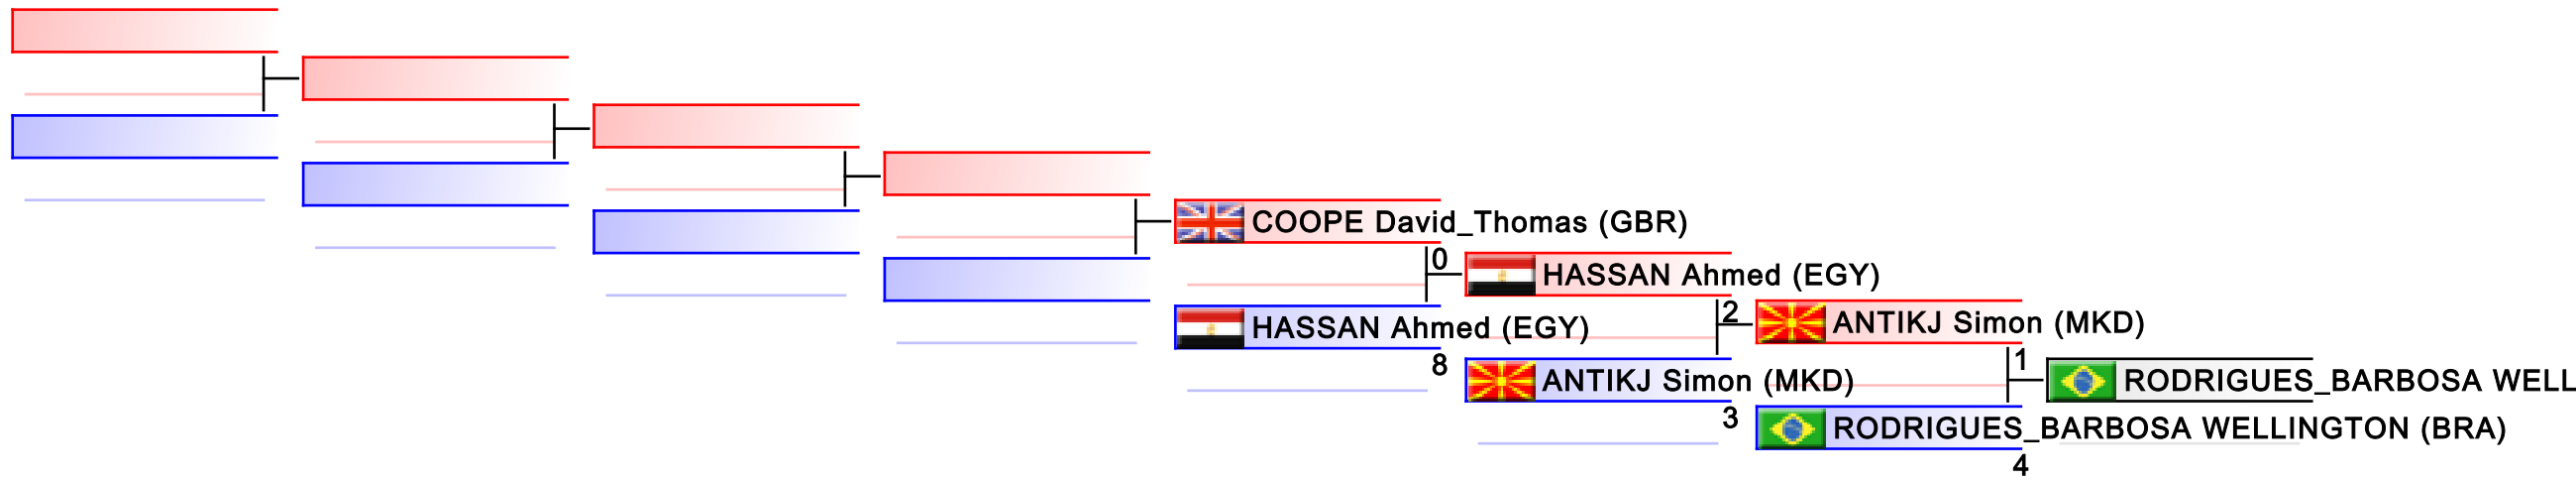 COOPE David_Thomas (GBR)
0
HASSAN Ahmed (EGY)
HASSAN Ahmed (EGY)
8
2
ANTIKJ Simon (MKD)
ANTIKJ Simon (MKD)
3
1
RODRIGUES_BARBOSA WELL
RODRIGUES_BARBOSA WELLINGTON (BRA)
4